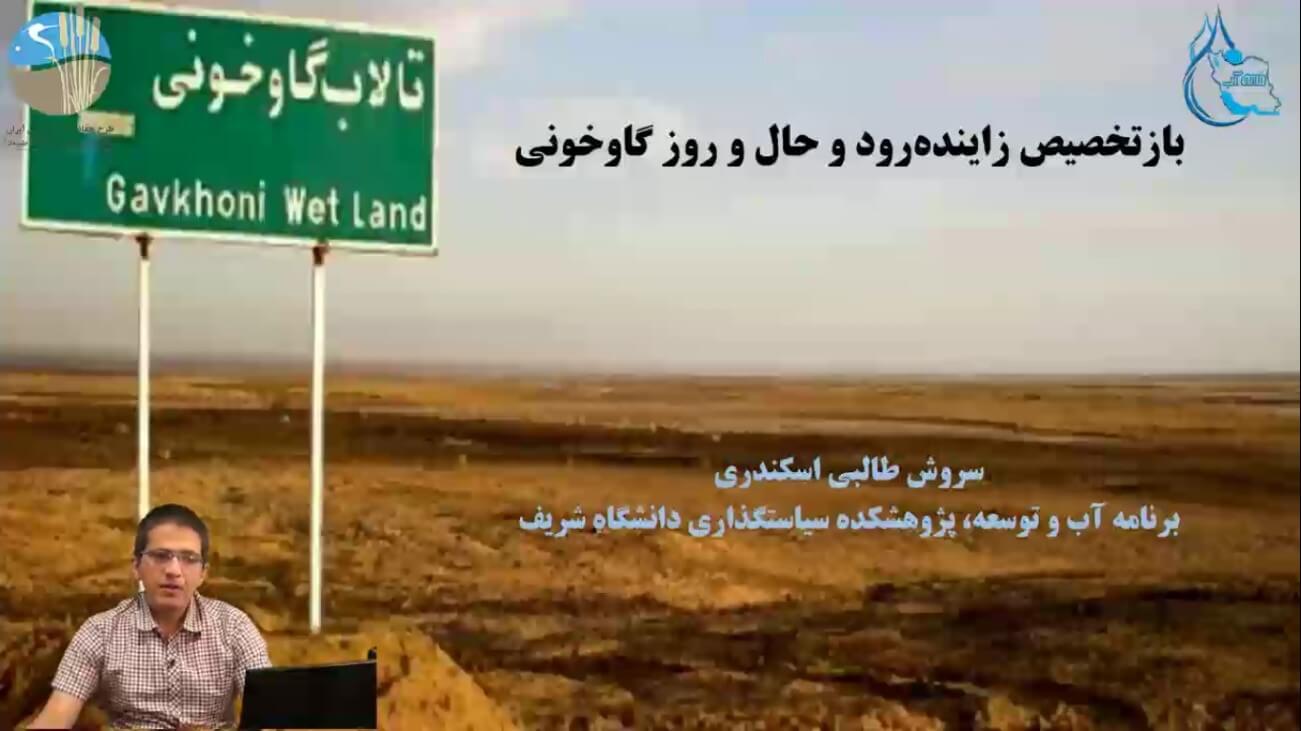 تالاب گاوخونی
Gavkhoni Wet Land
بازتخصیص زاینده‌رود و حال و روز گاوخونی
سروش طالبی اسکندری
برنامه آب و توسعه، پژوهشکده سیاستگذاری دانشگاه شریف